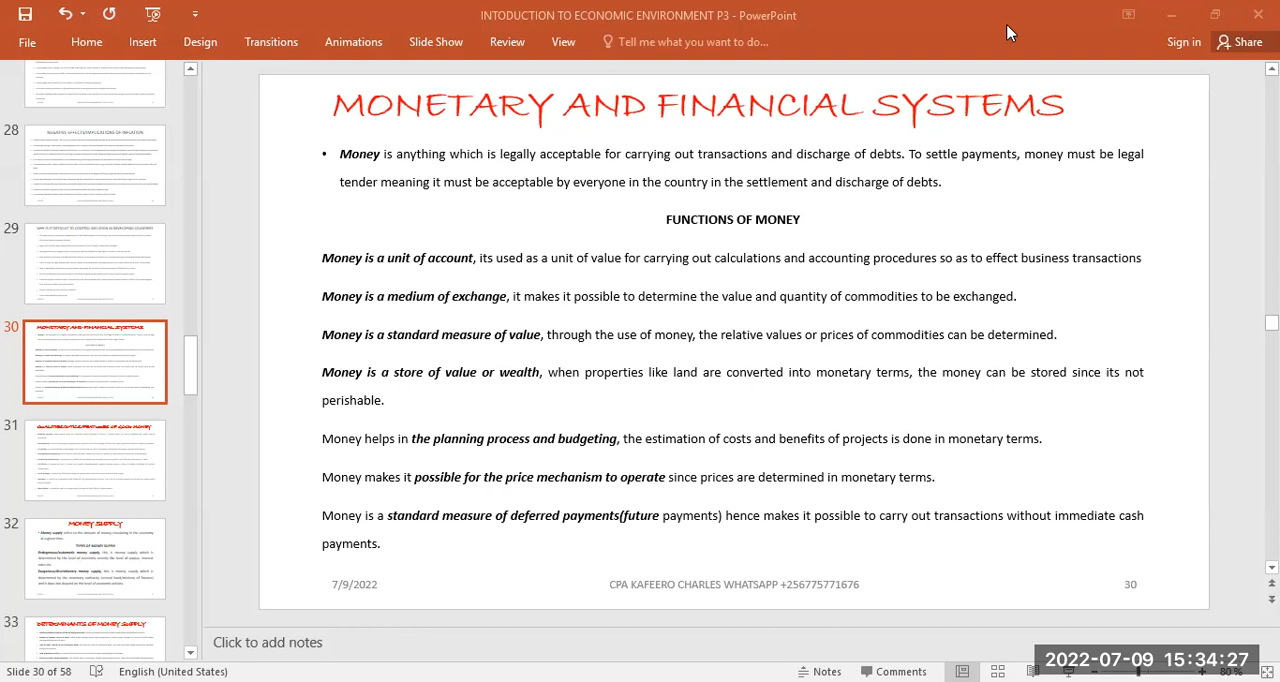 INTODUCTION TO ECONOMIC ENVIRONMENT P3 - PowerPoint
File Home Insert Design Transitions Animations Slide Show Review View Tell me what you want to do... Sign in Share
28
29
30
31
32
MONEY SUPPLY
33
DETERMINANTS OF MONEY SUPPLY
MONETARY AND FINANCIAL SYSTEMS
• Money is anything which is legally acceptable for carrying out transactions and discharge of debts. To settle payments, money must be legal
tender meaning it must be acceptable by everyone in the country in the settlement and discharge of debts.
FUNCTIONS OF MONEY
Money is a unit of account, its used as a unit of value for carrying out calculations and accounting procedures so as to effect business transactions
Money is a medium of exchange, it makes it possible to determine the value and quantity of commodities to be exchanged.
Money is a standard measure of value, through the use of money, the relative values or prices of commodities can be determined.
Money is a store of value or wealth, when properties like land are converted into monetary terms, the money can be stored since its not
perishable.
Money helps in the planning process and budgeting, the estimation of costs and benefits of projects is done in monetary terms.
Money makes it possible for the price mechanism to operate since prices are determined in monetary terms.
Money is a standard measure of deferred payments(future payments) hence makes it possible to carry out transactions without immediate cash
payments.
7/9/2022 CPA KAFEERO CHARLES WHATSAPP +256775771676 30
Click to add notes
2022-07-09 15:34:27
Slide 30 of 58 English (United States) Notes Comments 80 %